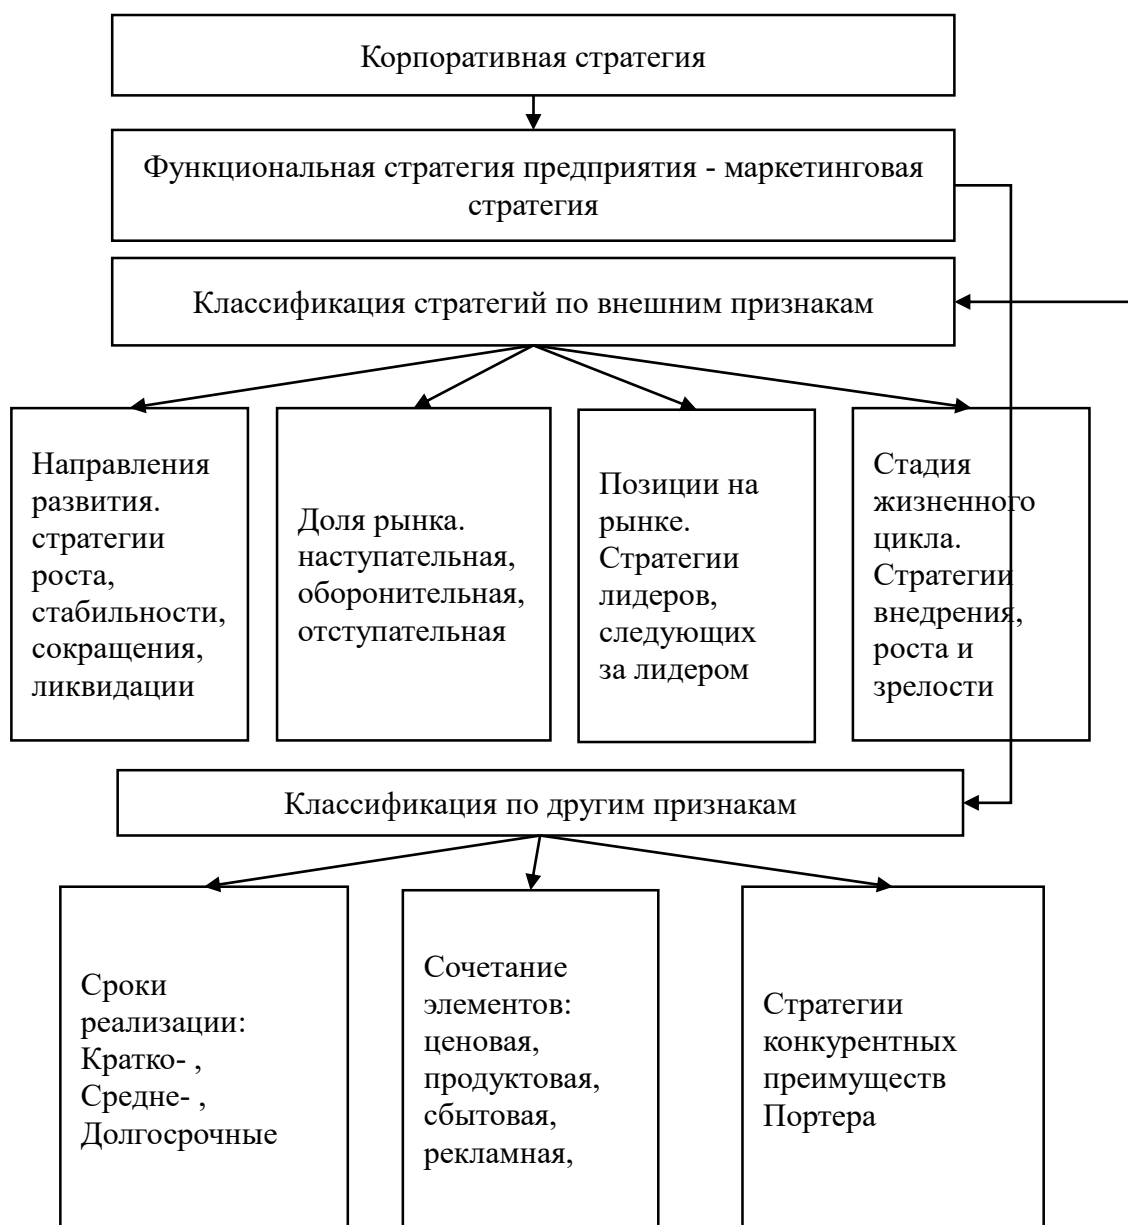 Корпоративная стратегия
Функциональная стратегия предприятия - маркетинговая
стратегия
Классификация стратегий по внешним признакам
Направления
развития.
стратегии
роста,
стабильности,
сокращения,
ликвидации
Доля рынка.
наступательная,
оборонительная,
отступательная
Позиции на
рынке.
Стратегии
лидеров,
следующих
за лидером
Стадия
жизненного
цикла.
Стратегии
внедрения,
роста и
зрелости
Классификация по другим признакам
Сроки
реализации:
Кратко- ,
Средне- ,
Долгосрочные
Сочетание
элементов:
ценовая,
продуктовая,
сбытовая,
рекламная,
Стратегии
конкурентных
преимуществ
Портера